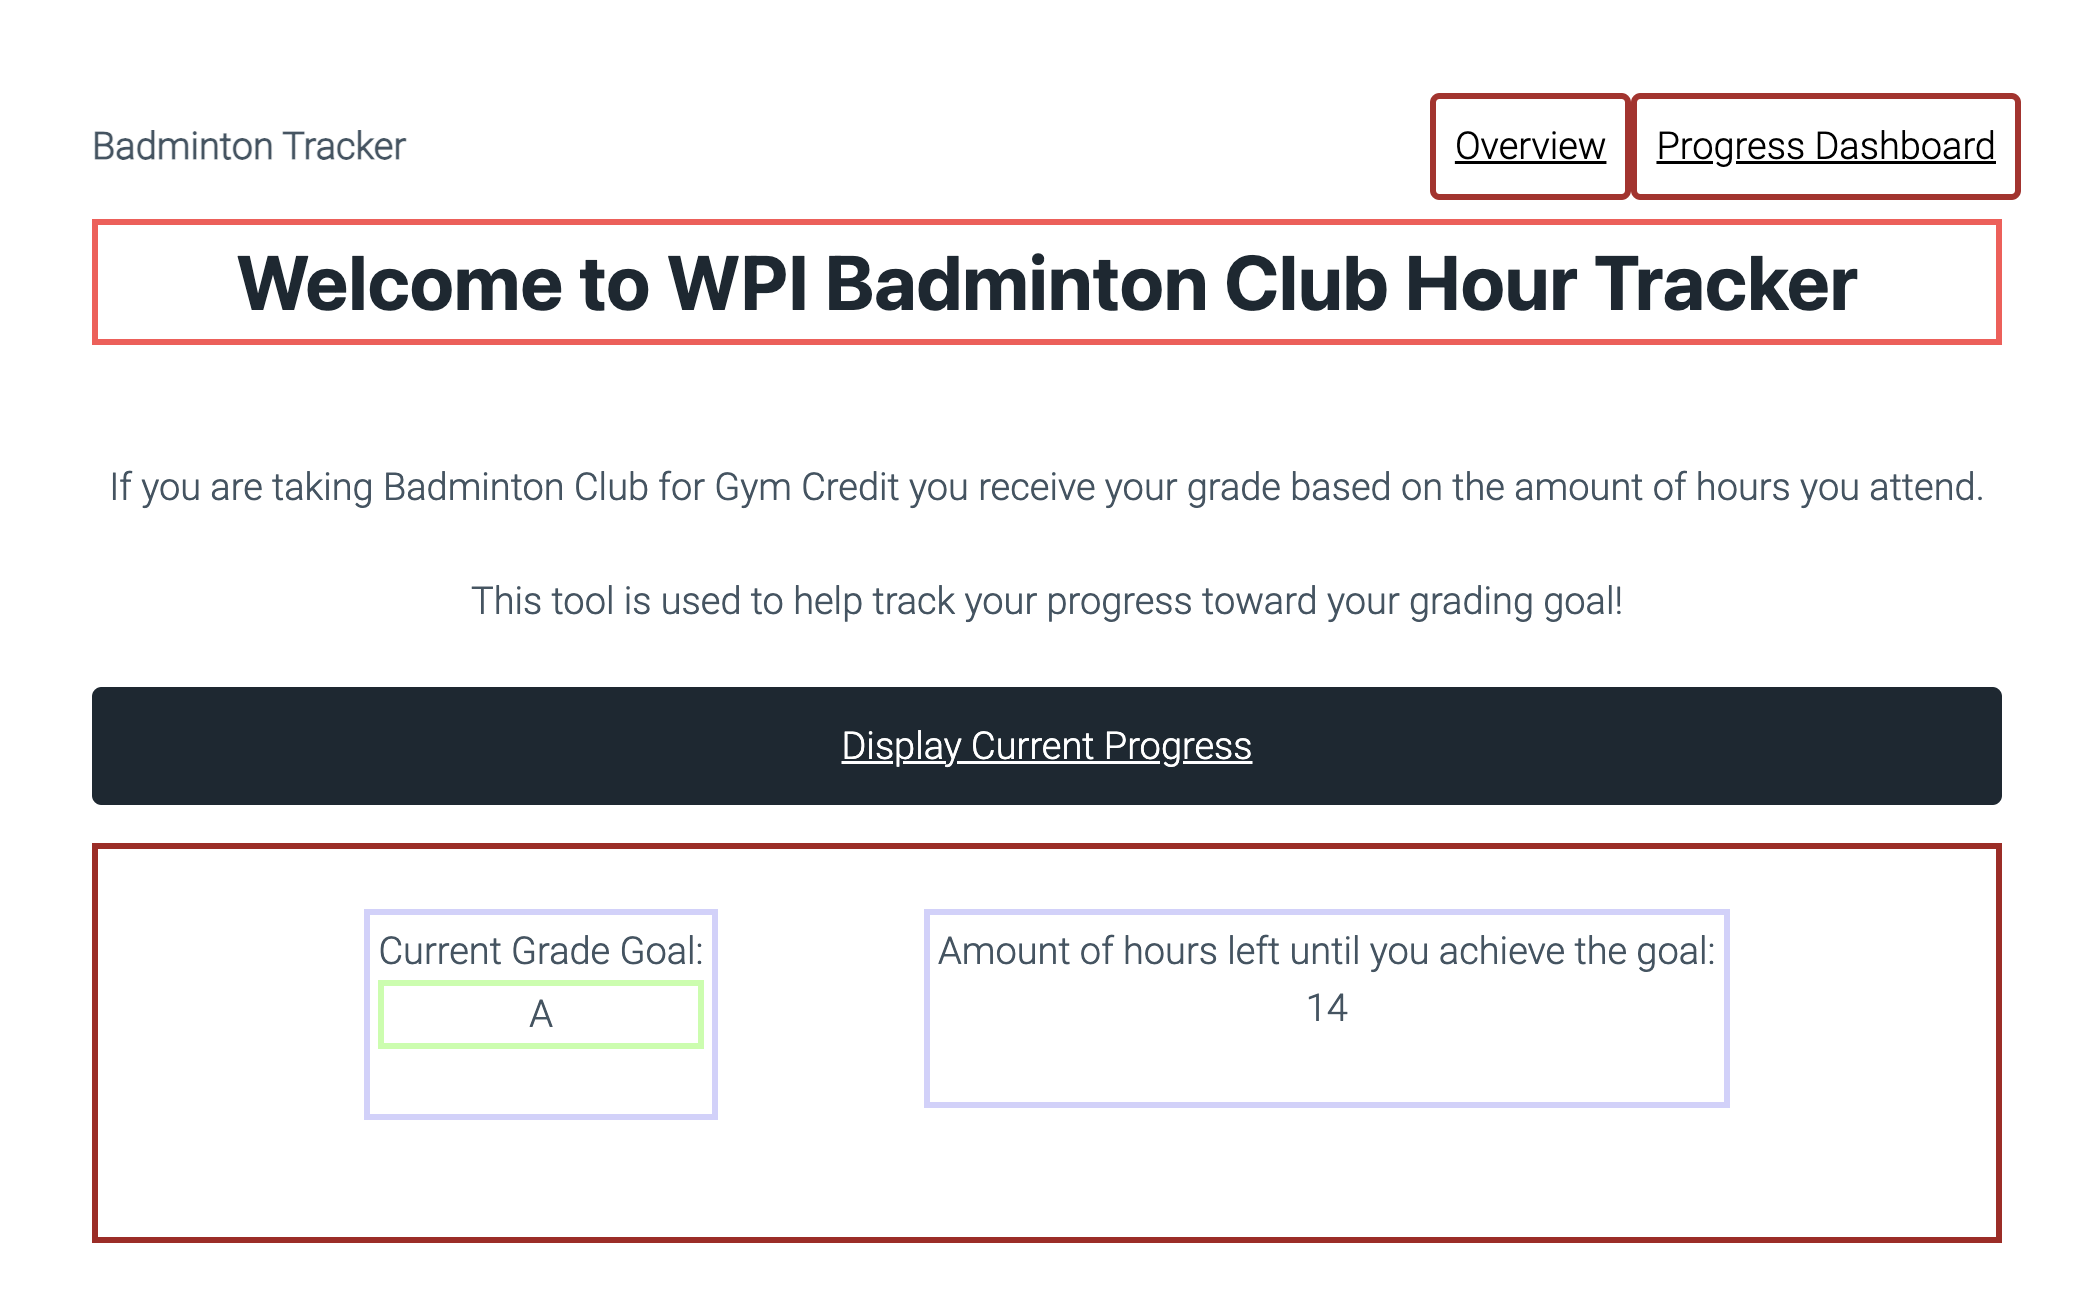 Badminton Tracker
Overview
Progress Dashboard
Welcome to WPI Badminton Club Hour Tracker
If you are taking Badminton Club for Gym Credit you receive your grade based on the amount of hours you attend.
This tool is used to help track your progress toward your grading goal!
Display Current Progress
Current Grade Goal:
A
Amount of hours left until you achieve the goal:
14